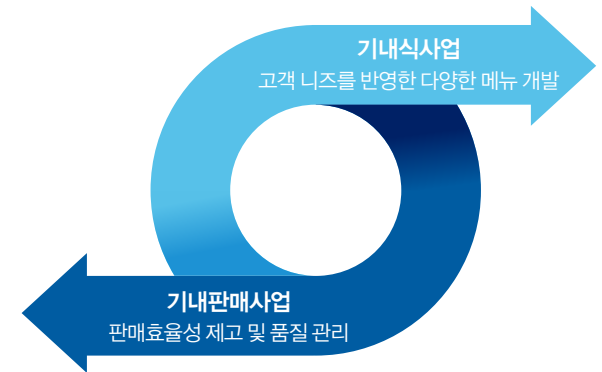 기내식사업
고객 니즈를 반영한 다양한 메뉴 개발
기내판매사업
판매효율성 제고 및 품질 관리